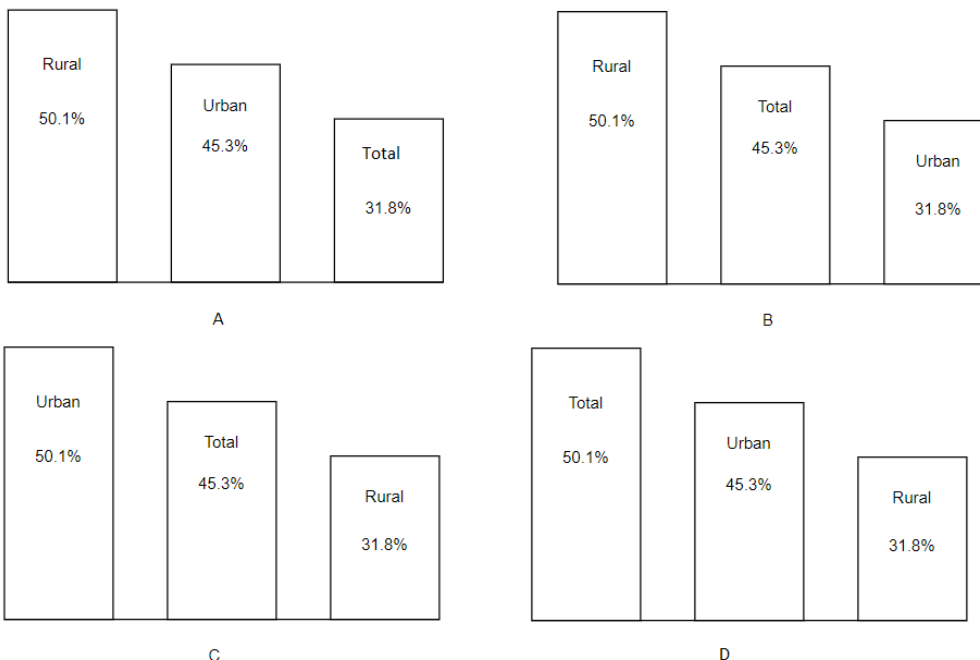 Rural
50.1%
Urban
45.3%
Total
31.8%
A
Rural
50.1%
Total
45.3%
Urban
31.8%
B
Urban
50.1%
Total
45.3%
Rural
31.8%
C
Total
50.1%
Urban
45.3%
Rural
31.8%
D